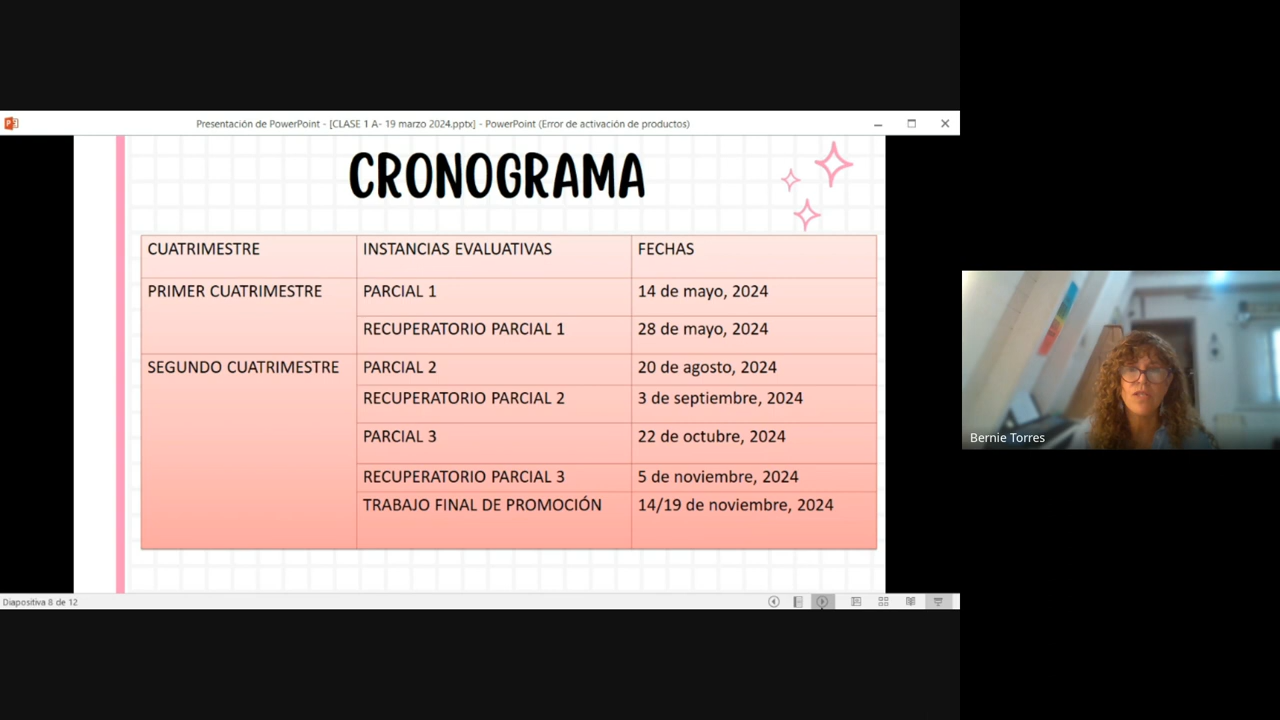 Presentación de PowerPoint - [CLASE 1 A- 19 marzo 2024.pptx] - PowerPoint (Error de activación de productos)
CRONOGRAMA
CUATRIMESTRE INSTANCIAS EVALUATIVAS FECHAS
PRIMER CUATRIMESTRE PARCIAL 1 14 de mayo, 2024
RECUPERATORIO PARCIAL 1 28 de mayo, 2024
SEGUNDO CUATRIMESTRE PARCIAL 2 20 de agosto, 2024
RECUPERATORIO PARCIAL 2 3 de septiembre, 2024
PARCIAL 3 22 de octubre, 2024
RECUPERATORIO PARCIAL 3 5 de noviembre, 2024
TRABAJO FINAL DE PROMOCIÓN 14/19 de noviembre, 2024
Bernie Torres
Diapositiva 8 de 12